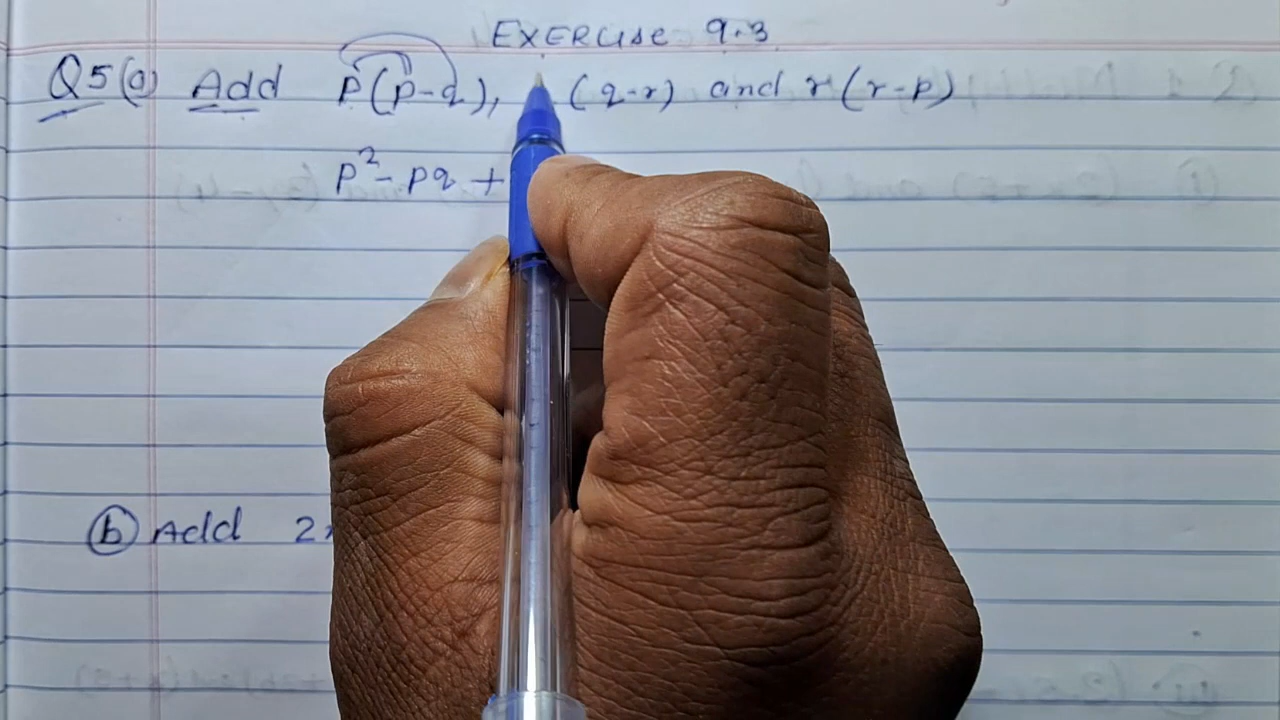 EXERCISE 9.3
Q5(a) Add p(p-q), (q-r) and r(r-p)
p²-pq +
(b) Add 2